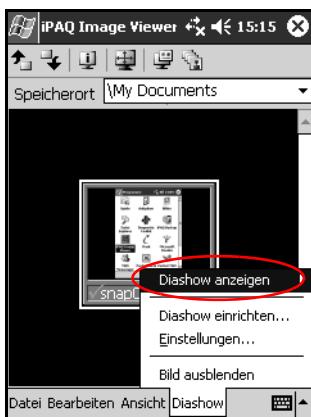 iPAQ Image Viewer 15:15
Speicherort \My Documents
Diashow anzeigen
Diashow einrichten...
Einstellungen...
Bild ausblenden
Datei Bearbeiten Ansicht Diashow